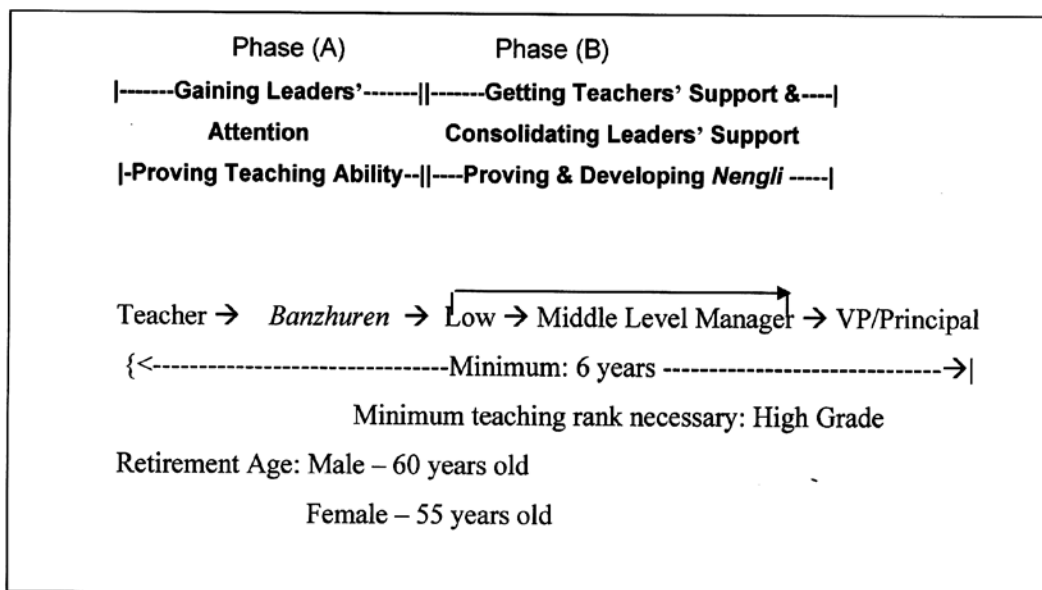 Phase (A) Phase (B)
|-------Gaining Leaders’-------||-------Getting Teachers’ Support &----|
Attention Consolidating Leaders’ Support
|-Proving Teaching Ability--||----Proving & Developing Nengli -----|
Teacher → Banzhuren → Low → Middle Level Manager → VP/Principal
{<--------------------------------Minimum: 6 years -------------------------------→|
Minimum teaching rank necessary: High Grade
Retirement Age: Male – 60 years old
Female – 55 years old